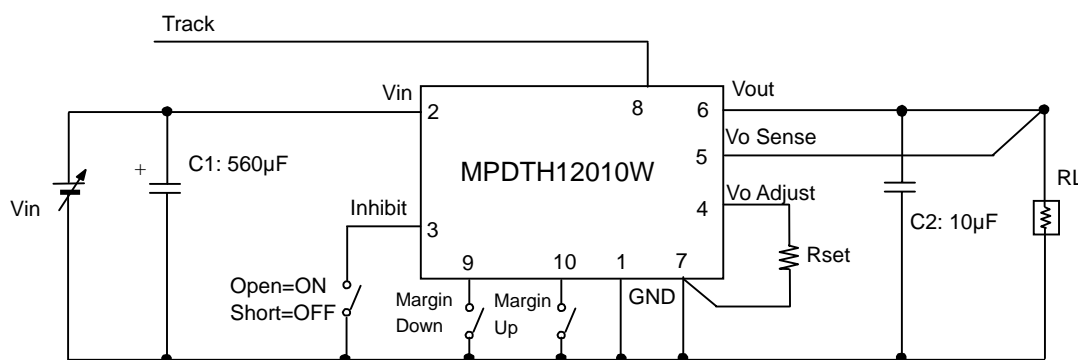 Track
Vin
2
8
6
Vout
C1: 560µF
+
MPDTH12010W
Vo Sense
5
Vin
Inhibit
3
Vo Adjust
4
C2: 10µF
RL
Rset
9
10
1
7
GND
Open=ON
Short=OFF
Margin
Down
Margin
Up